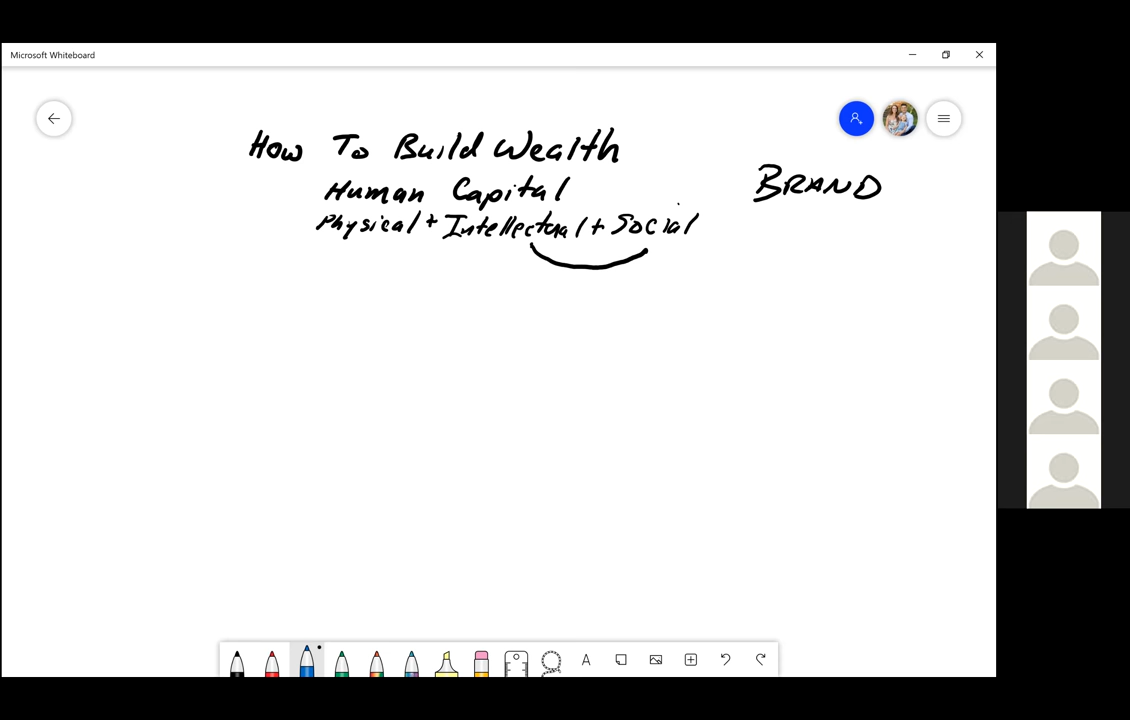 Microsoft Whiteboard
How To Build Wealth
BRAND
Human Capital
Physical + Intellectual + Social
A